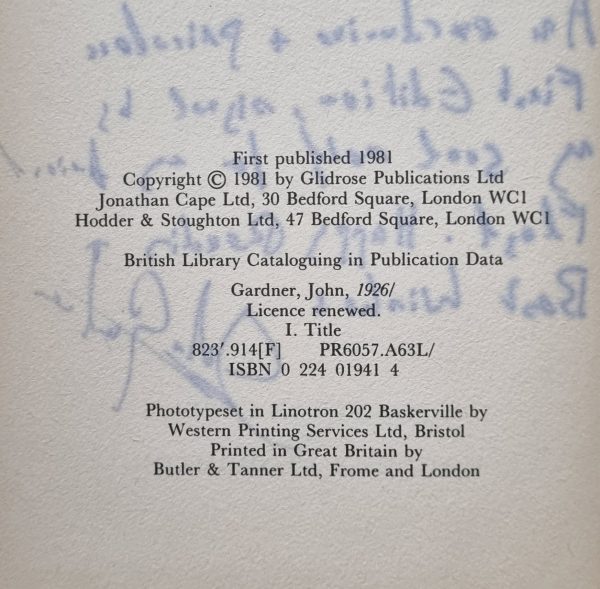 An exclusive + priceless
First Edition, by
my good
Best
First published 1981
Copyright © 1981 by Glidrose Publications Ltd
Jonathan Cape Ltd, 30 Bedford Square, London WC1
Hodder & Stoughton Ltd, 47 Bedford Square, London WC1
British Library Cataloguing in Publication Data
Gardner, John, 1926/
Licence renewed.
I. Title
823′.914[F] PR6057.A63L/
ISBN 0 224 01941 4
Phototypeset in Linotron 202 Baskerville by
Western Printing Services Ltd, Bristol
Printed in Great Britain by
Butler & Tanner Ltd, Frome and London